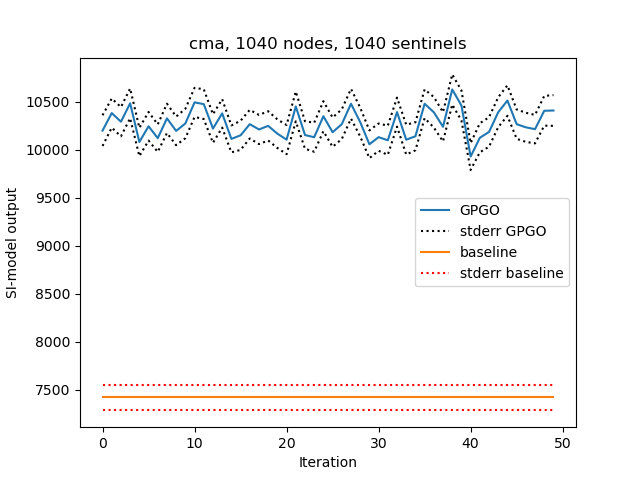 cma, 1040 nodes, 1040 sentinels
SI-model output
10500
10000
9500
9000
8500
8000
7500
GPGO
stderr GPGO
baseline
stderr baseline
0 10 20 30 40 50
Iteration